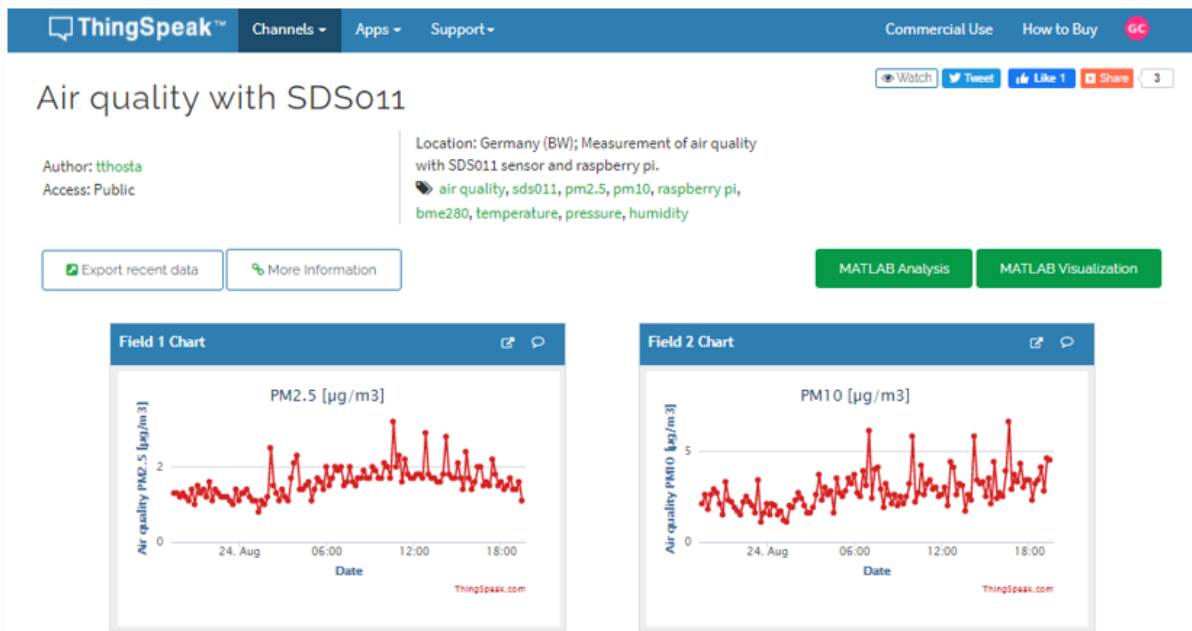 ThingSpeak™ Channels Apps Support Commercial Use How to Buy GC
Watch Tweet Like 1 Share 3
Air quality with SDS011
Author: tthosta
Access: Public
Location: Germany (BW); Measurement of air quality
with SDS011 sensor and raspberry pi.
air quality, sds011, pm2.5, pm10, raspberry pi,
bme280, temperature, pressure, humidity
Export recent data More Information MATLAB Analysis MATLAB Visualization
Field 1 Chart
PM2.5 [µg/m3]
Air quality PM2.5 [µg/m3]
2
0
24. Aug 06:00 12:00 18:00
Date
ThingSpeak.com
Field 2 Chart
PM10 [µg/m3]
Air quality PM10 [µg/m3]
5
0
24. Aug 06:00 12:00 18:00
Date
ThingSpeak.com